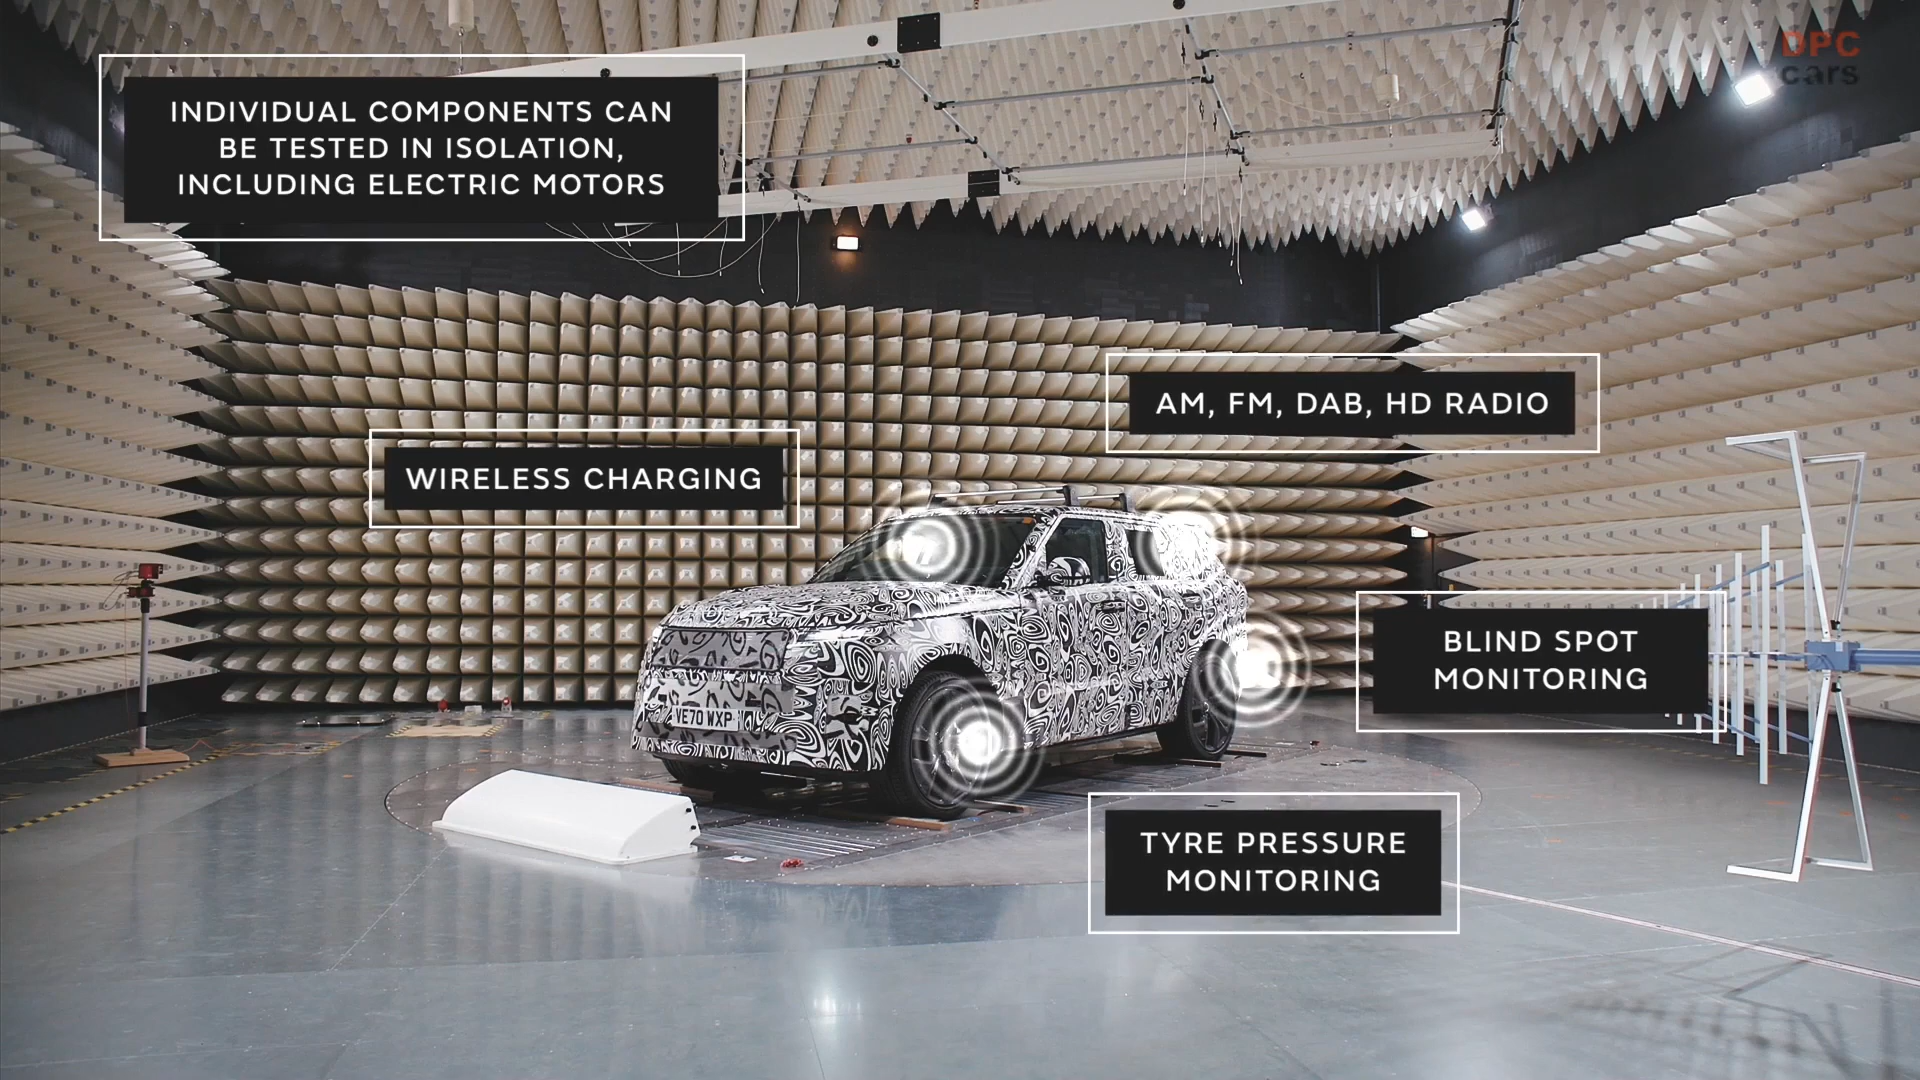 DPC
cars
INDIVIDUAL COMPONENTS CAN
BE TESTED IN ISOLATION,
INCLUDING ELECTRIC MOTORS
AM, FM, DAB, HD RADIO
WIRELESS CHARGING
BLIND SPOT
MONITORING
VE70 WXP
TYRE PRESSURE
MONITORING